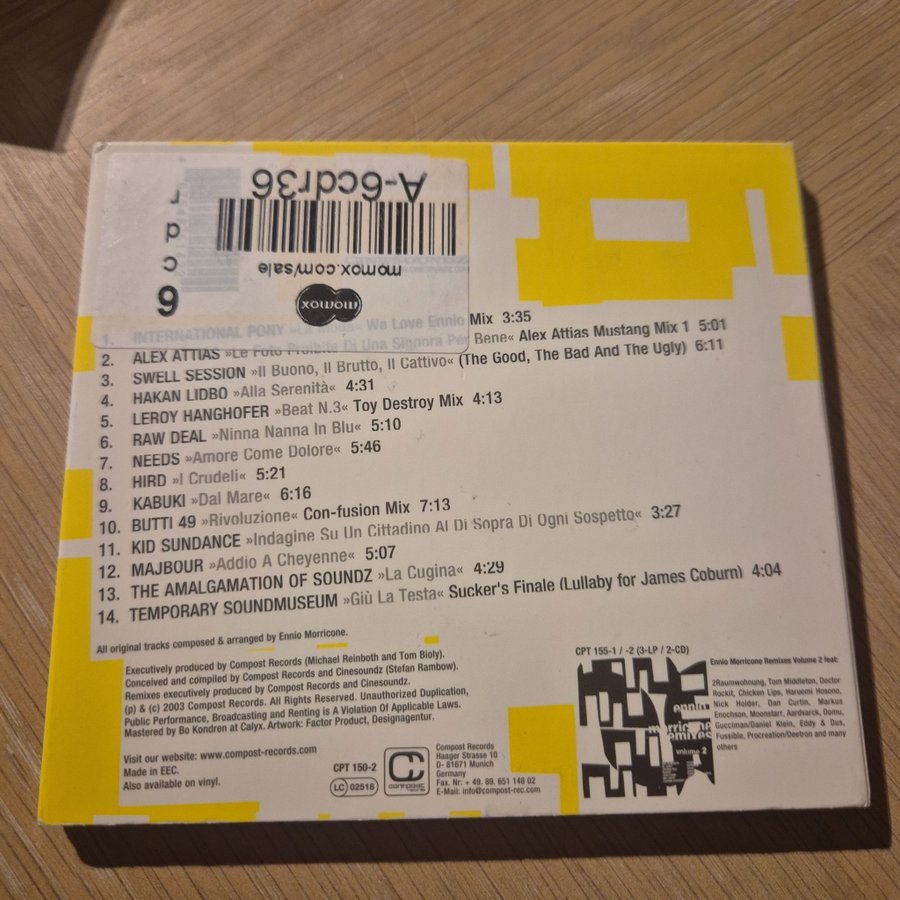 A-6cdr36
momox.com/sale
momox
6
1. INTERNATIONAL PONY »La Moda« We Love Ennio Mix 3:35
2. ALEX ATTIAS »Le Foto Proibite Di Una Signora Per Bene« Alex Attias Mustang Mix 1 5:01
3. SWELL SESSION »Il Buono, Il Brutto, Il Cattivo« (The Good, The Bad And The Ugly) 6:11
4. HAKAN LIDBO »Alla Serenità« 4:31
5. LEROY HANGHOFER »Beat N.3« Toy Destroy Mix 4:13
6. RAW DEAL »Ninna Nanna In Blu« 5:10
7. NEEDS »Amore Come Dolore« 5:46
8. HIRD »I Crudeli« 5:21
9. KABUKI »Dal Mare« 6:16
10. BUTTI 49 »Rivoluzione« Con-fusion Mix 7:13
11. KID SUNDANCE »Indagine Su Un Cittadino Al Di Sopra Di Ogni Sospetto« 3:27
12. MAJBOUR »Addio A Cheyenne« 5:07
13. THE AMALGAMATION OF SOUNDZ »La Cugina« 4:29
14. TEMPORARY SOUNDMUSEUM »Giù La Testa« Sucker's Finale (Lullaby for James Coburn) 4:04
All original tracks composed & arranged by Ennio Morricone.
Executively produced by Compost Records (Michael Reinboth and Tom Bioly).
Conceived and compiled by Compost Records and Cinesoundz (Stefan Rambow).
Remixes executively produced by Compost Records and Cinesoundz.
(p) & (c) 2003 Compost Records. All Rights Reserved. Unauthorized Duplication,
Public Performance, Broadcasting and Renting is A Violation Of Applicable Laws.
Mastered by Bo Kondren at Calyx. Artwork: Factor Product, Designagentur.
Visit our website: www.compost-records.com
Made in EEC.
Also available on vinyl.
CPT 150-2
LC 02518
compost
Compost Records
Haager Strasse 10
D- 81671 Munich
Germany
Fax. Nr. + 49. 89. 651 148 02
E-Mail: info@compost-rec.com
CPT 155-1 / -2 (3-LP / 2-CD)
ennio
morricone
remixes
volume 2
Ennio Morricone Remixes Volume 2 feat:
2Raumwohnung, Tom Middleton, Doctor
Rockit, Chicken Lips, Haruomi Hosono,
Nick Holder, Dan Curtin, Markus
Enochson, Moonstarr, Aardvarck, Domu,
Gucciman/Daniel Klein, Eddy & Dus,
Fussible, Procreation/Deetron and many
others